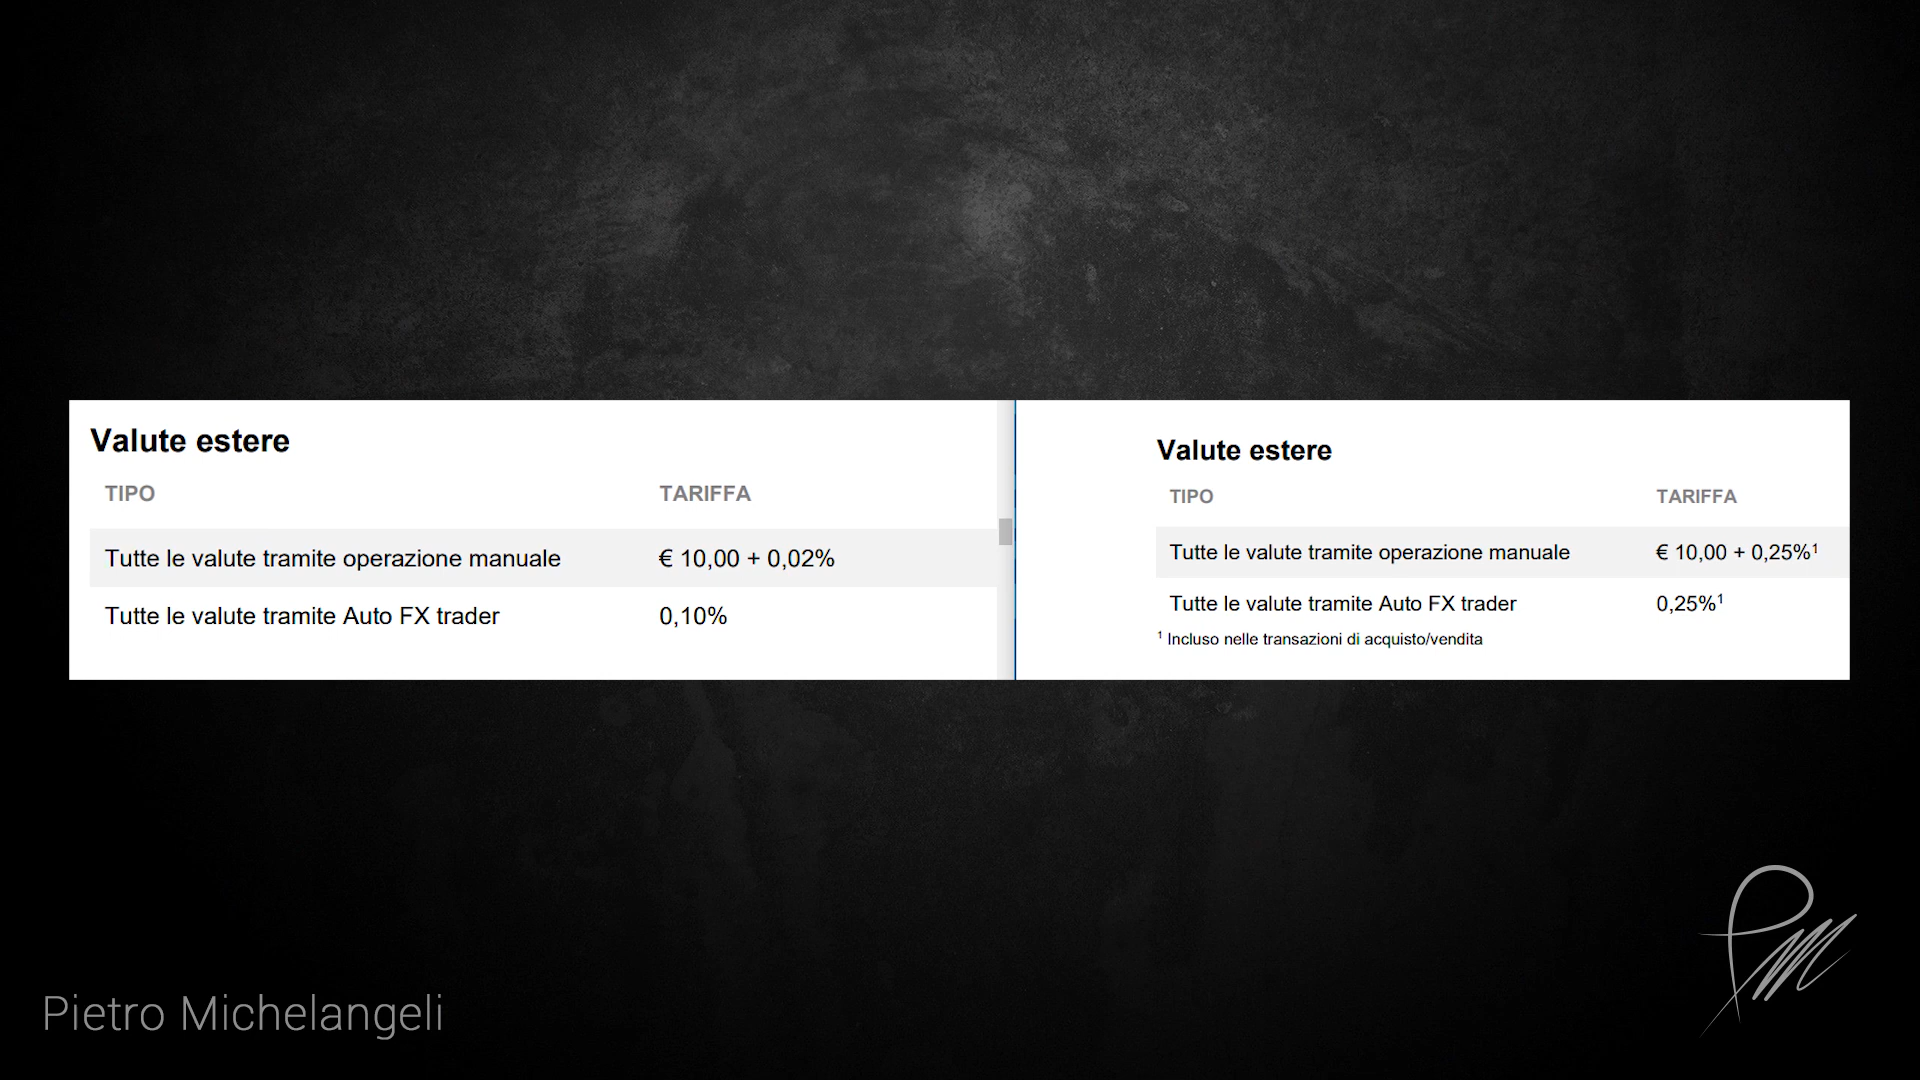 Valute estere
TIPO TARIFFA
Tutte le valute tramite operazione manuale € 10,00 + 0,02%
Tutte le valute tramite Auto FX trader 0,10%
Valute estere
TIPO TARIFFA
Tutte le valute tramite operazione manuale € 10,00 + 0,25%¹
Tutte le valute tramite Auto FX trader 0,25%¹
¹ Incluso nelle transazioni di acquisto/vendita
PM
Pietro Michelangeli